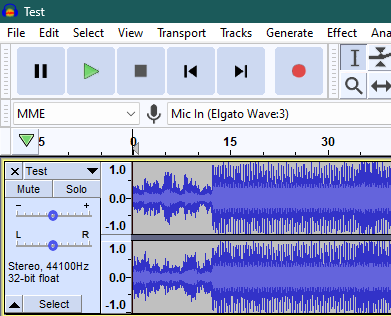 Test
File Edit Select View Transport Tracks Generate Effect Ana
MME Mic In (Elgato Wave:3)
5 0 15 30
Test
Mute Solo
- +
L R
Stereo, 44100Hz
32-bit float
Select
1.0
0.0
-1.0
1.0
0.0
-1.0